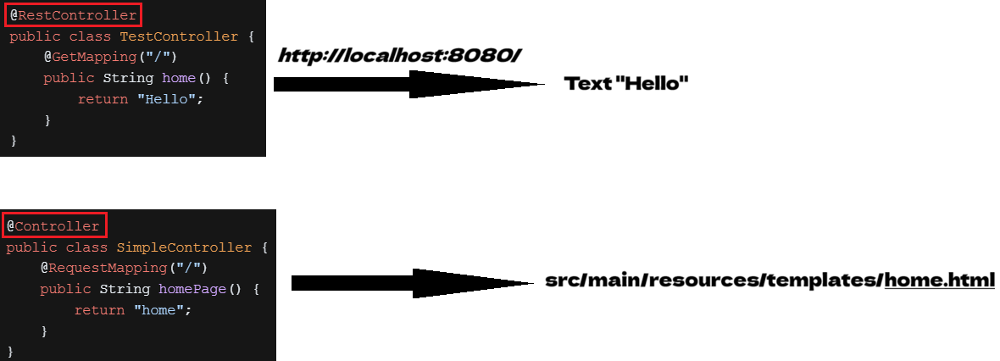 @RestController
public class TestController {
@GetMapping("/")
public String home() {
return "Hello";
}
}
http://localhost:8080/
Text "Hello"
@Controller
public class SimpleController {
@RequestMapping("/")
public String homePage() {
return "home";
}
}
src/main/resources/templates/home.html